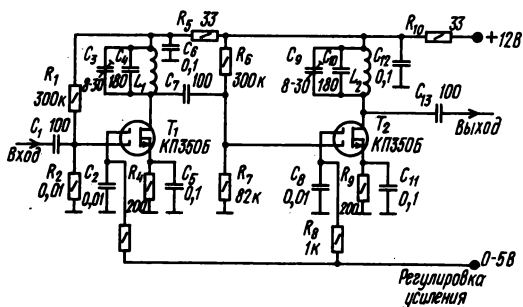 R5 33
R10 33
+12В
C3
8-30
C4
180
L1
C6
0,1
R6
300к
C9
8-30
C10
180
L2
C12
0,1
R1
300к
C7 100
C13 100
Выход
C1 100
Вход
T1
КП350Б
T2
КП350Б
R2
0,01
C2
0,01
R4
200
C5
0,1
R7
82к
C8
0,01
R9
200
C11
0,1
R8
1к
0-5В
Регулировка
усиления